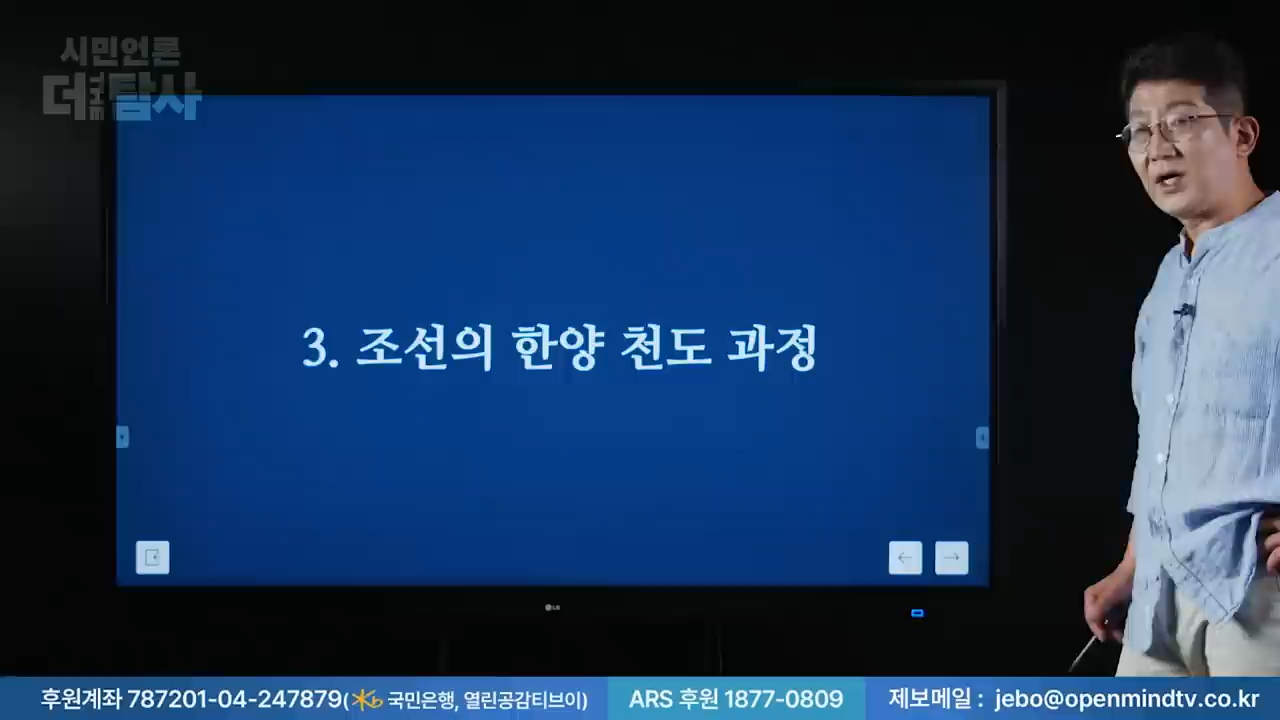 시민언론
더탐사
3. 조선의 한양 천도 과정
LG
후원계좌 787201-04-247879( 국민은행, 열린공감티브이)
ARS 후원 1877-0809
제보메일 : jebo@openmindtv.co.kr